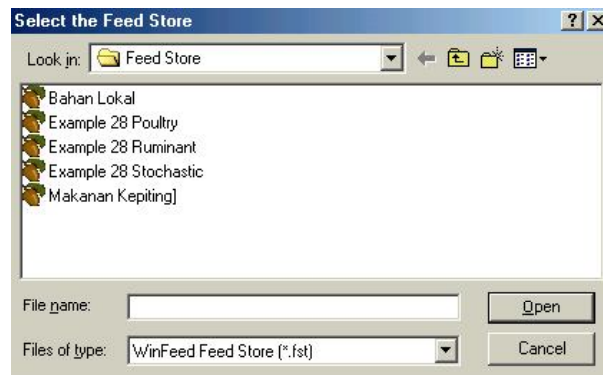 Select the Feed Store
Look in: Feed Store
Bahan Lokal
Example 28 Poultry
Example 28 Ruminant
Example 28 Stochastic
Makanan Kepiting]
File name:
Open
Files of type: WinFeed Feed Store (*.fst)
Cancel